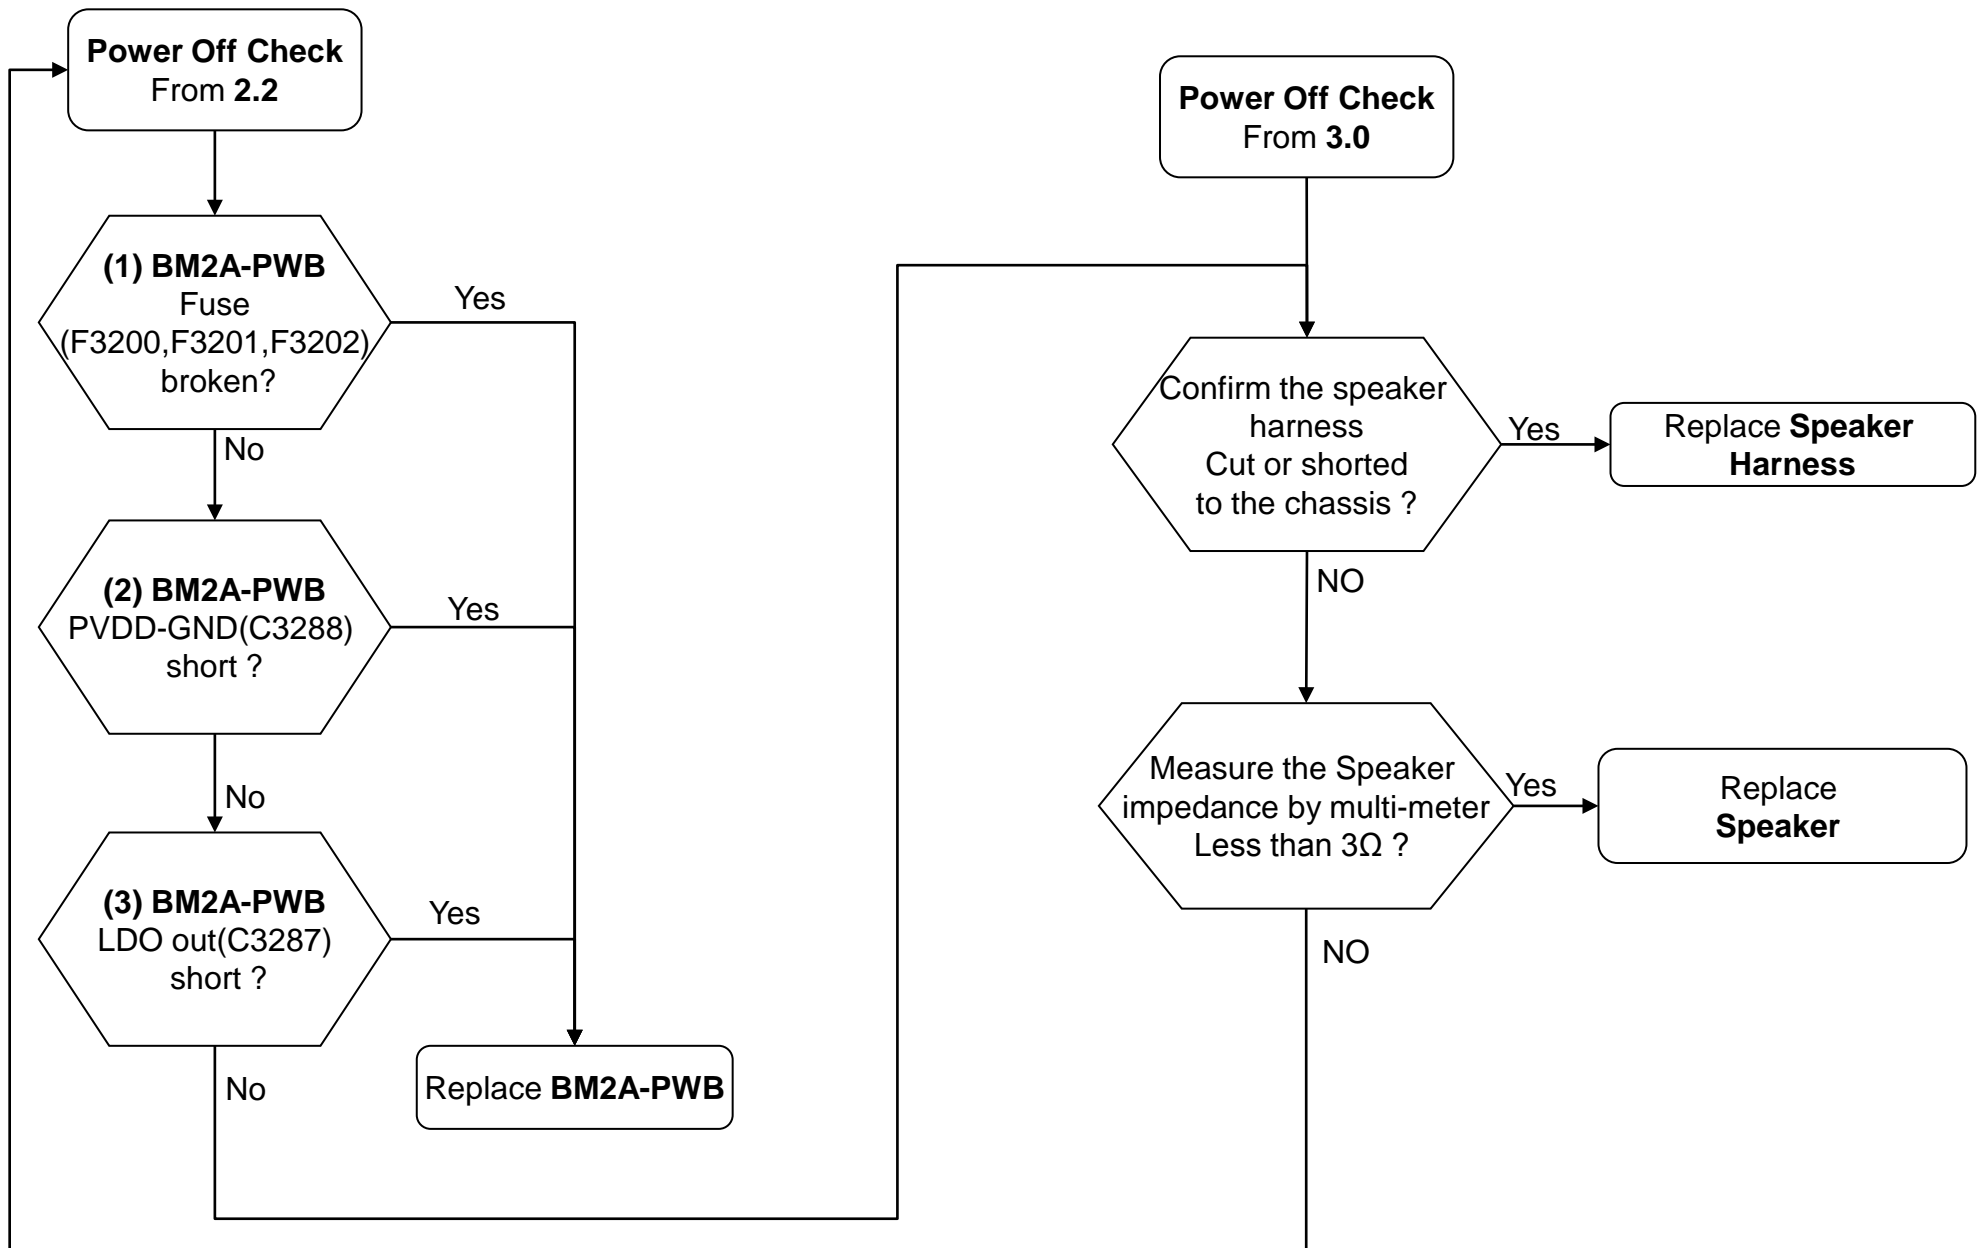 Power Off Check
From 2.2
(1) BM2A-PWB
Fuse
(F3200,F3201,F3202)
broken?
Yes
No
(2) BM2A-PWB
PVDD-GND(C3288)
short ?
Yes
No
(3) BM2A-PWB
LDO out(C3287)
short ?
Yes
No
Replace BM2A-PWB
Power Off Check
From 3.0
Confirm the speaker
harness
Cut or shorted
to the chassis ?
Yes
Replace Speaker
Harness
NO
Measure the Speaker
impedance by multi-meter
Less than 3Ω ?
Yes
Replace
Speaker
NO